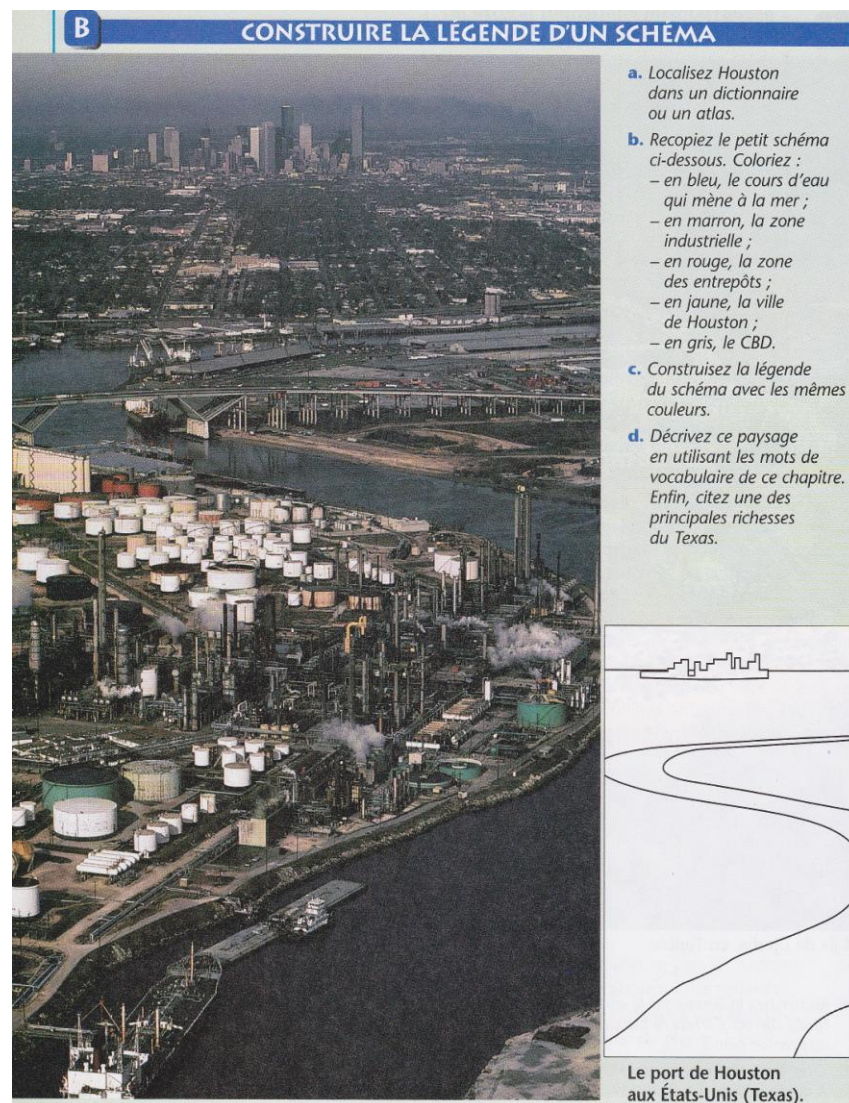 B
CONSTRUIRE LA LÉGENDE D'UN SCHÉMA
a. Localisez Houston
dans un dictionnaire
ou un atlas.
b. Recopiez le petit schéma
ci-dessous. Coloriez :
– en bleu, le cours d'eau
qui mène à la mer ;
– en marron, la zone
industrielle ;
– en rouge, la zone
des entrepôts ;
– en jaune, la ville
de Houston ;
– en gris, le CBD.
c. Construisez la légende
du schéma avec les mêmes
couleurs.
d. Décrivez ce paysage
en utilisant les mots de
vocabulaire de ce chapitre.
Enfin, citez une des
principales richesses
du Texas.
Le port de Houston
aux États-Unis (Texas).